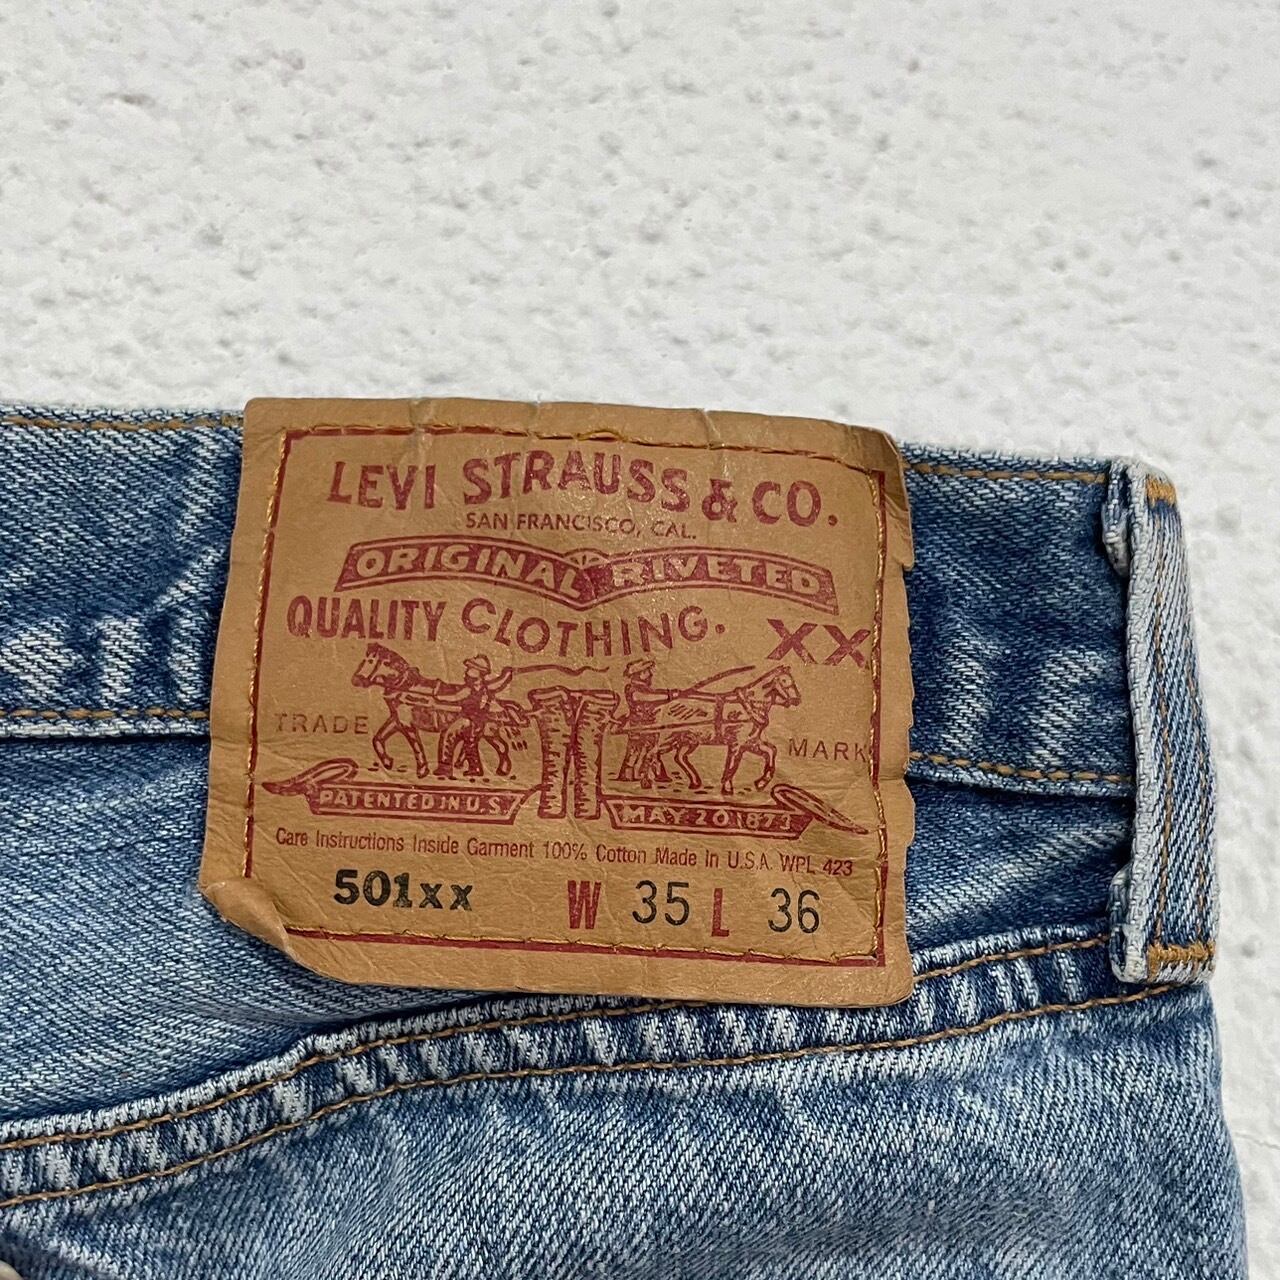 LEVI STRAUSS & CO.
SAN FRANCISCO, CAL.
ORIGINAL RIVETED
QUALITY CLOTHING. XX
TRADE MARK
PATENTED IN U.S. MAY 20 1873
Care Instructions Inside Garment 100% Cotton Made in U.S.A. WPL 423
501xx W 35 L 36